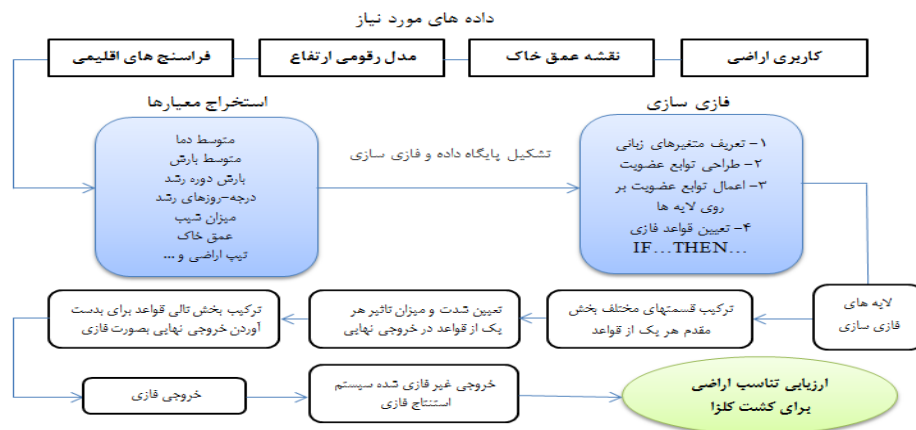 داده های مورد نیاز
کاربری اراضی
نقشه عمق خاک
مدل رقومی ارتفاع
فراسنج های اقلیمی
استخراج معیارها
متوسط دما
متوسط بارش
بارش دوره رشد
درجه-روزهای رشد
میزان شیب
عمق خاک
تیپ اراضی و ...
تشکیل پایگاه داده و فازی سازی
فازی سازی
۱- تعریف متغیرهای زبانی
۲- طراحی توابع عضویت
۳- اعمال توابع عضویت بر
روی لایه ها
۴- تعیین قواعد فازی
IF...THEN...
لایه های
فازی سازی
ترکیب قسمتهای مختلف بخش
مقدم هر یک از قواعد
تعیین شدت و میزان تاثیر هر
یک از قواعد در خروجی نهایی
ترکیب بخش تالی قواعد برای بدست
آوردن خروجی نهایی بصورت فازی
خروجی فازی
خروجی غیر فازی شده سیستم
استنتاج فازی
ارزیابی تناسب اراضی
برای کشت کلزا